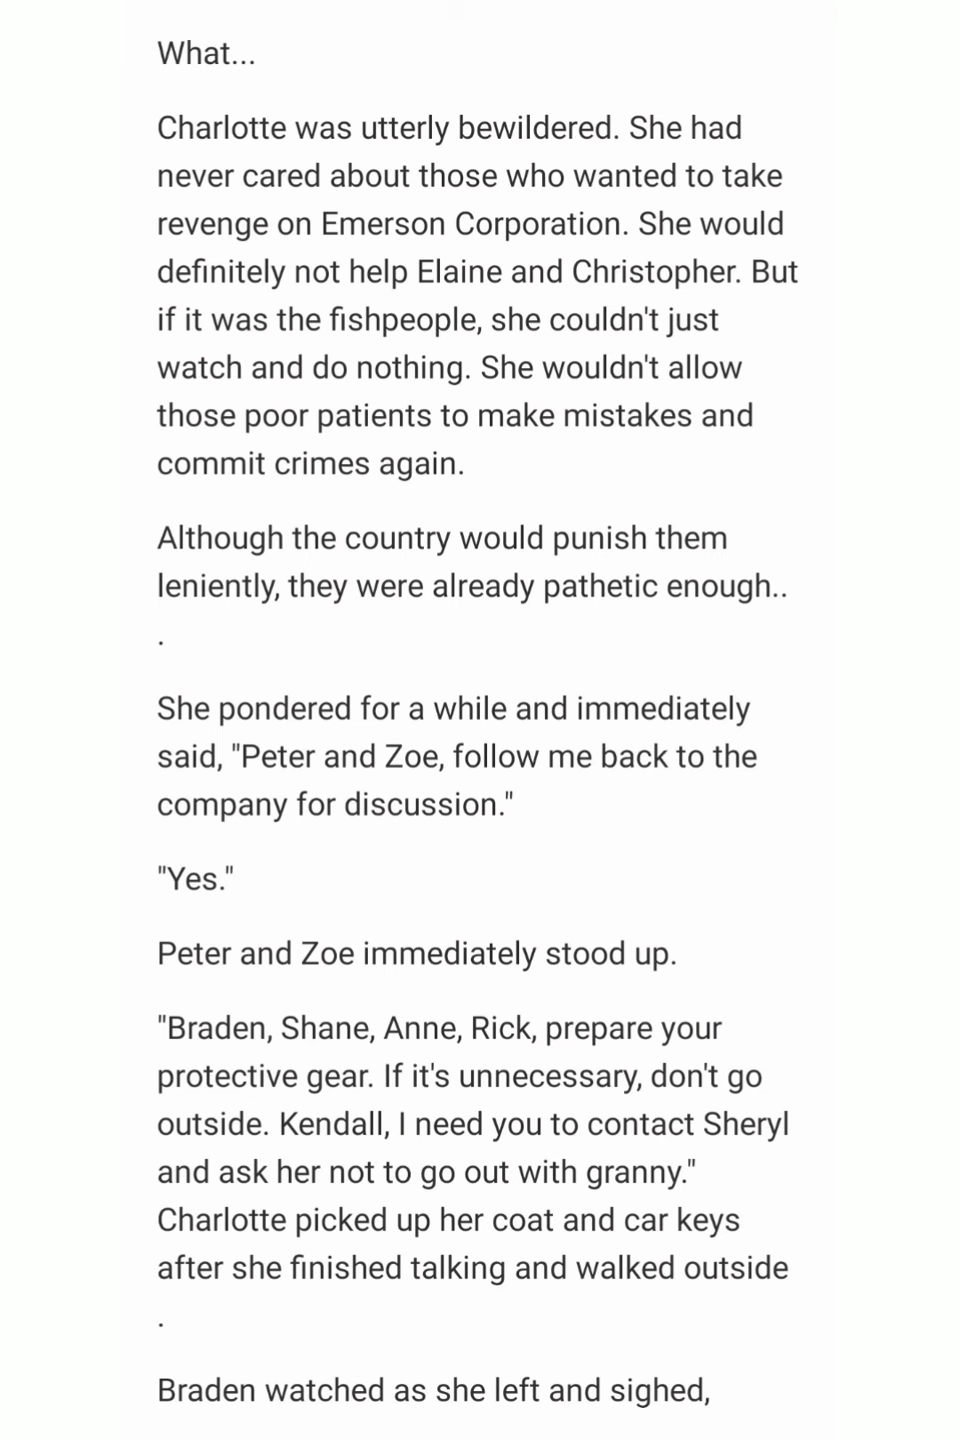 What...
Charlotte was utterly bewildered. She had
never cared about those who wanted to take
revenge on Emerson Corporation. She would
definitely not help Elaine and Christopher. But
if it was the fishpeople, she couldn't just
watch and do nothing. She wouldn't allow
those poor patients to make mistakes and
commit crimes again.
Although the country would punish them
leniently, they were already pathetic enough..
.
She pondered for a while and immediately
said, "Peter and Zoe, follow me back to the
company for discussion."
"Yes."
Peter and Zoe immediately stood up.
"Braden, Shane, Anne, Rick, prepare your
protective gear. If it's unnecessary, don't go
outside. Kendall, I need you to contact Sheryl
and ask her not to go out with granny."
Charlotte picked up her coat and car keys
after she finished talking and walked outside
.
Braden watched as she left and sighed,